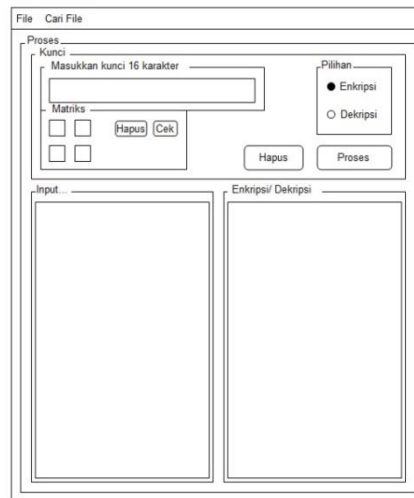 File Cari File
Proses
Kunci
Masukkan kunci 16 karakter
Pilihan
Enkripsi
Matriks
Dekripsi
Hapus Cek
Hapus Proses
Input... Enkripsi/ Dekripsi